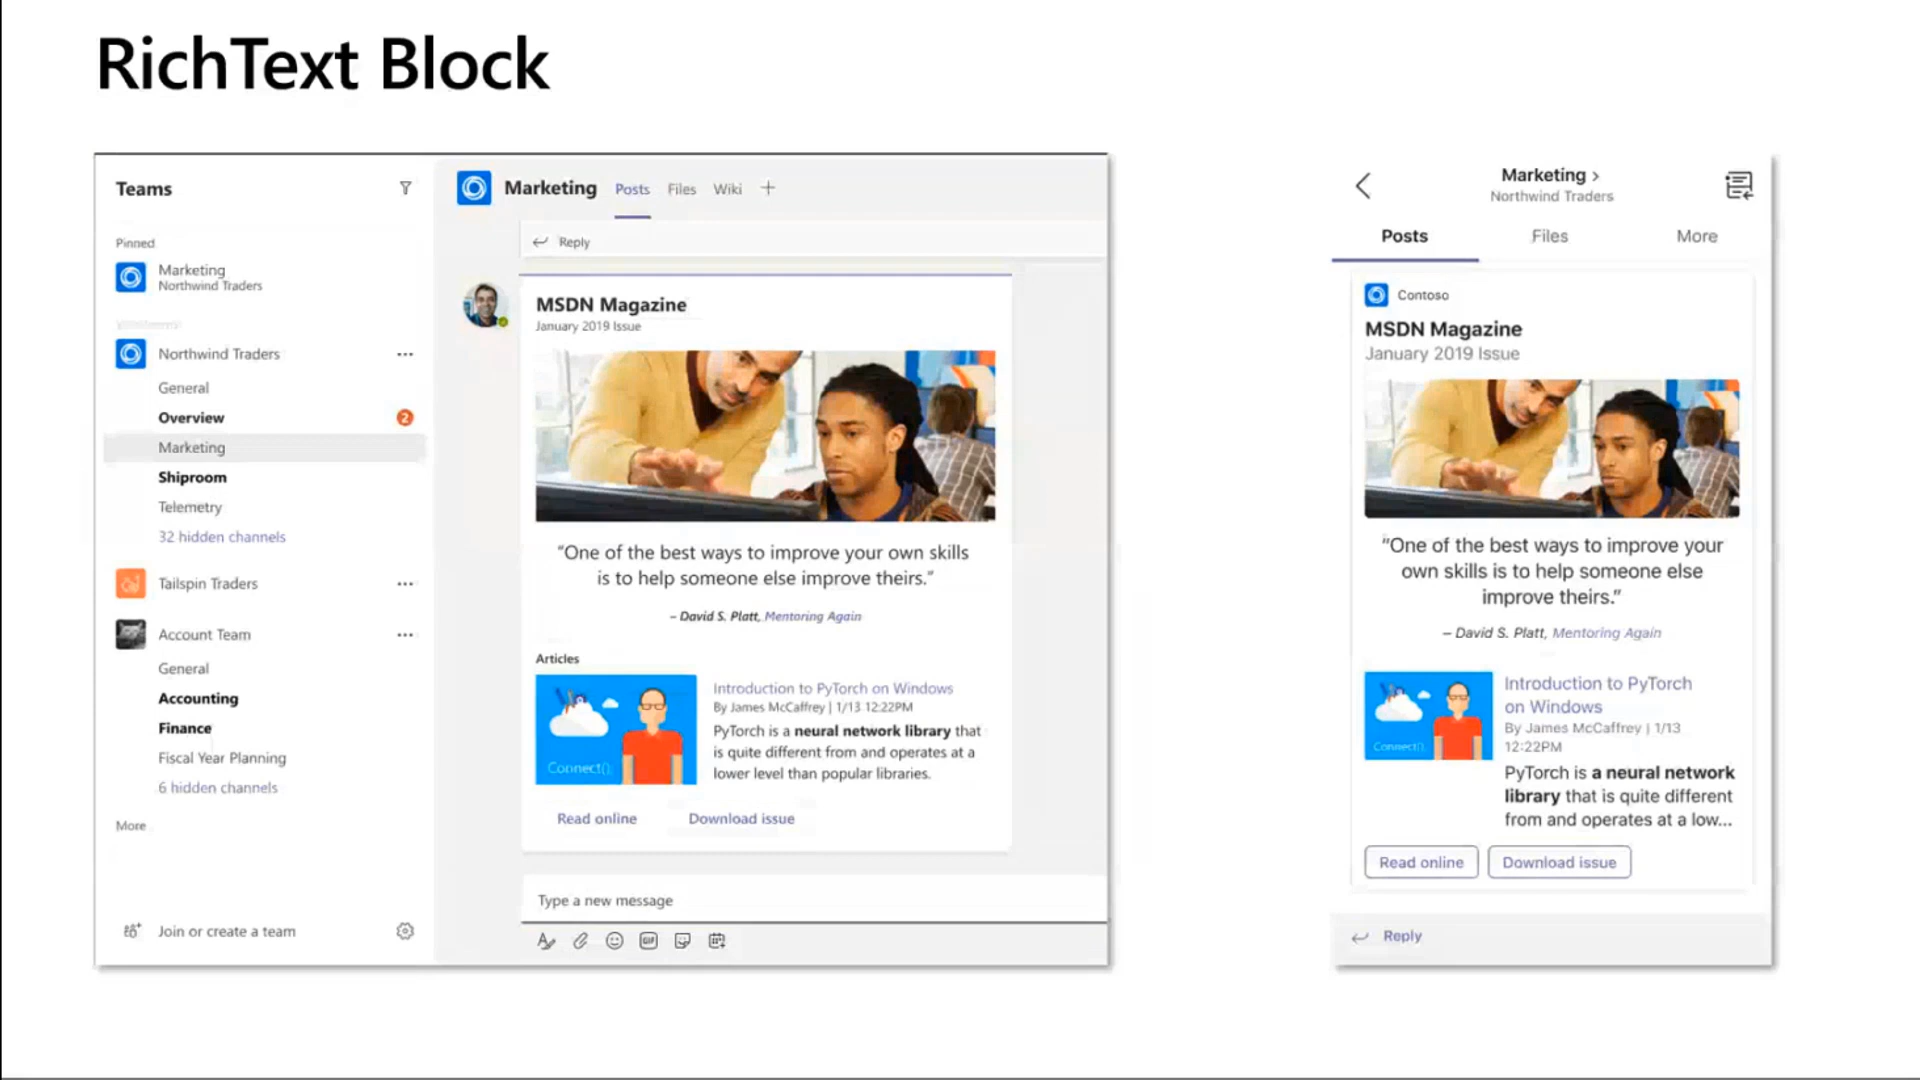 RichText Block
Teams
Pinned
Marketing
Northwind Traders
Northwind Traders
General
Overview 2
Marketing
Shiproom
Telemetry
32 hidden channels
Tailspin Traders
Account Team
General
Accounting
Finance
Fiscal Year Planning
6 hidden channels
More
Join or create a team
Marketing Posts Files Wiki
Reply
MSDN Magazine
January 2019 Issue
“One of the best ways to improve your own skills
is to help someone else improve theirs.”
– David S. Platt, Mentoring Again
Articles
Connect();
Introduction to PyTorch on Windows
By James McCaffrey | 1/13 12:22PM
PyTorch is a neural network library that
is quite different from and operates at a
lower level than popular libraries.
Read online Download issue
Type a new message
GIF
Marketing >
Northwind Traders
Posts Files More
Contoso
MSDN Magazine
January 2019 Issue
“One of the best ways to improve your
own skills is to help someone else
improve theirs.”
– David S. Platt, Mentoring Again
Connect();
Introduction to PyTorch
on Windows
By James McCaffrey | 1/13
12:22PM
PyTorch is a neural network
library that is quite different
from and operates at a low...
Read online Download issue
Reply